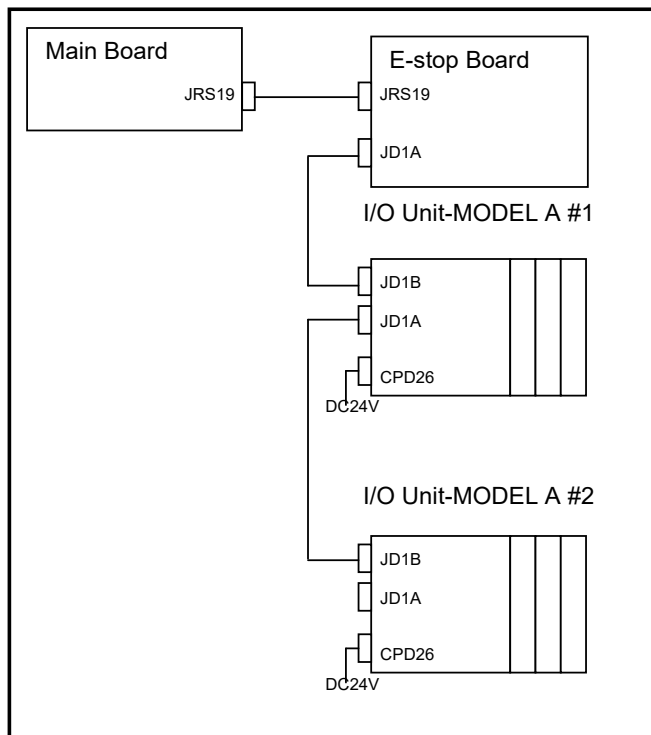 Main Board
JRS19
E-stop Board
JRS19
JD1A
I/O Unit-MODEL A #1
JD1B
JD1A
CPD26
DC24V
I/O Unit-MODEL A #2
JD1B
JD1A
CPD26
DC24V